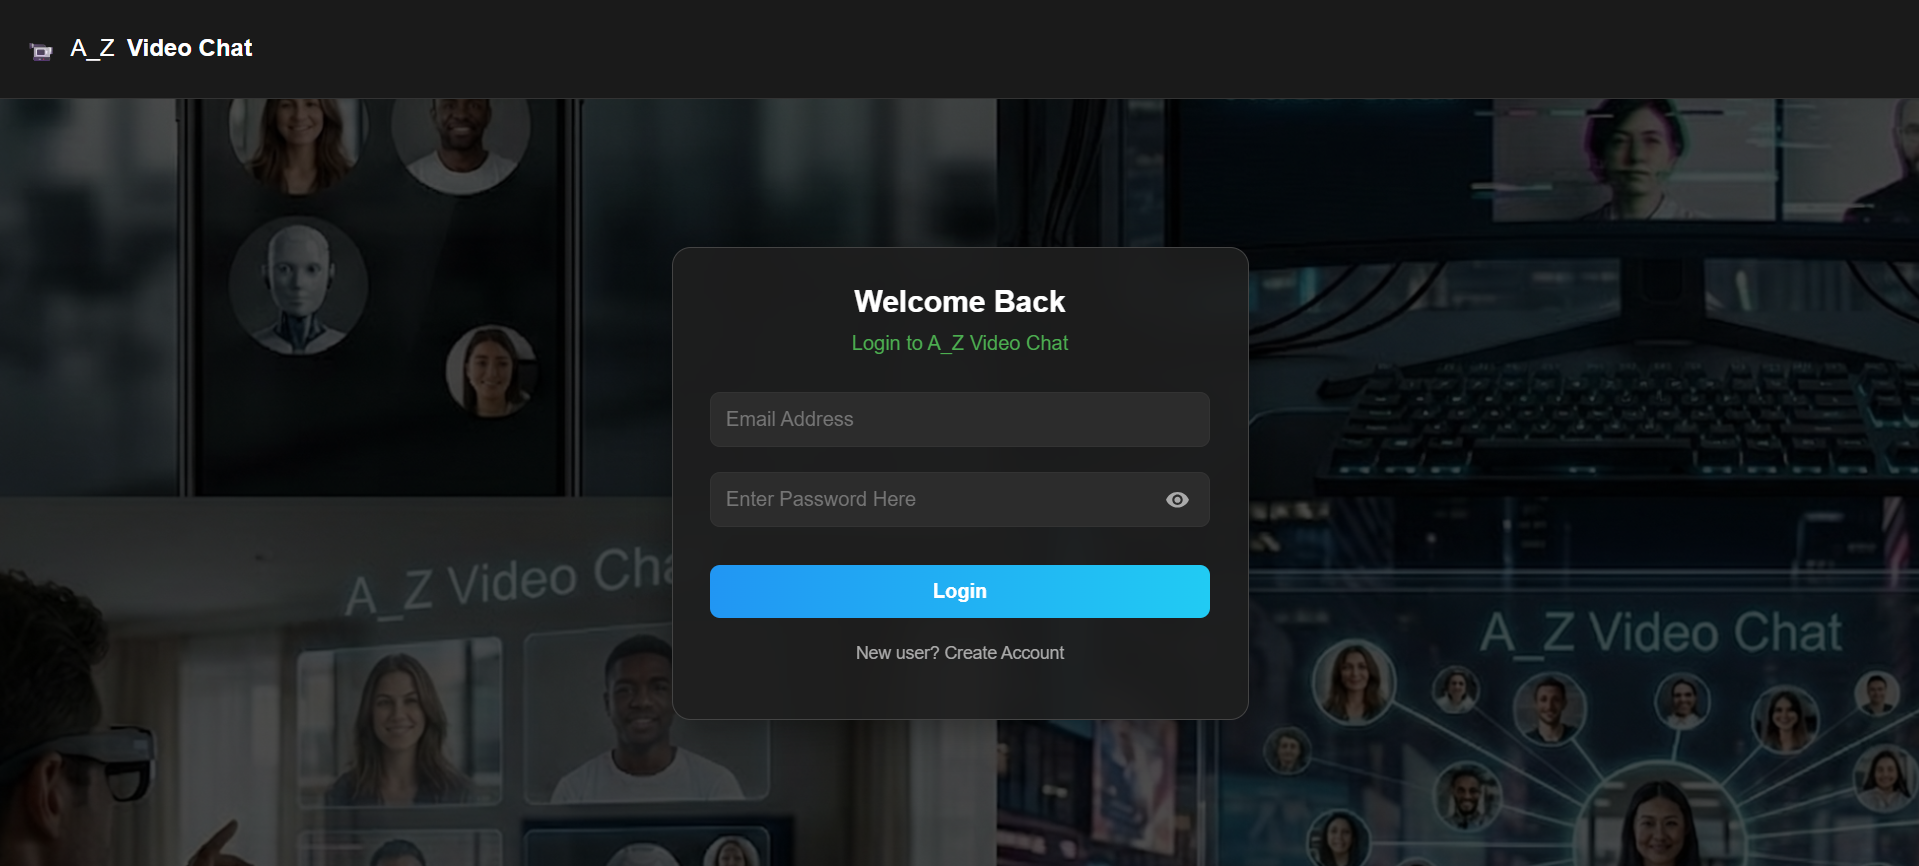 A_Z Video Chat
Welcome Back
Login to A_Z Video Chat
Email Address
Enter Password Here
Login
New user? Create Account
A_Z Video Cha
A_Z Video Chat